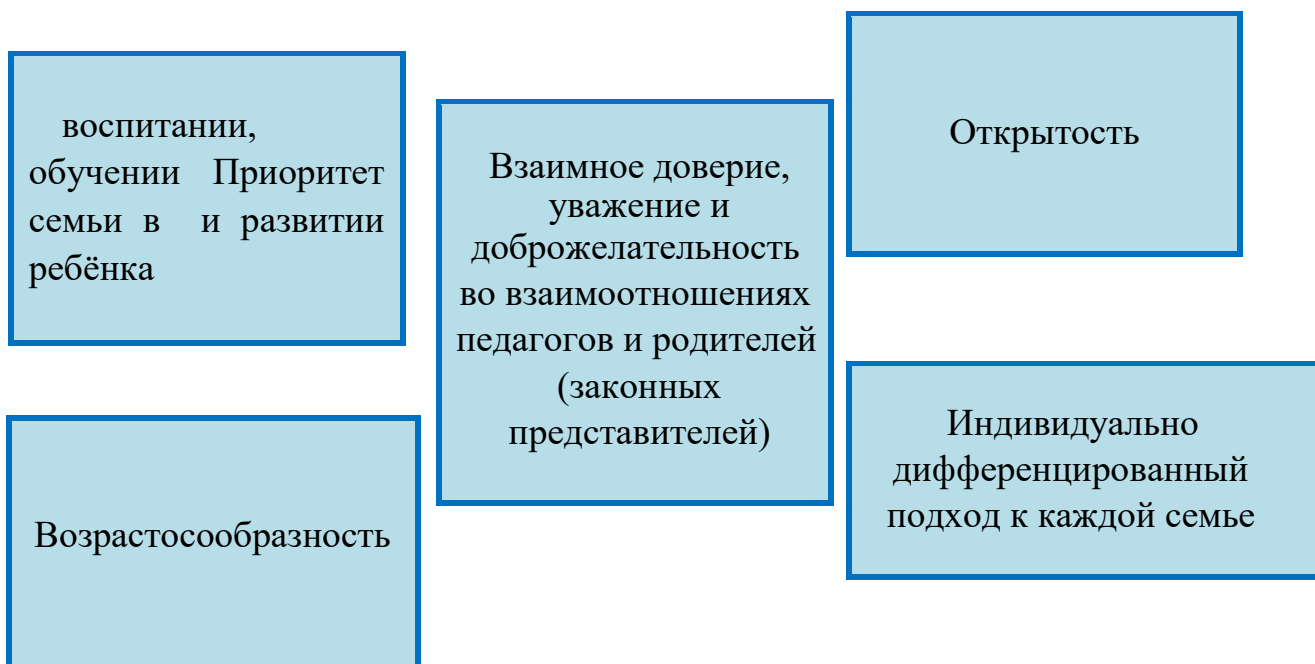 воспитании,
обучении Приоритет
семьи в и развитии
ребёнка
Взаимное доверие,
уважение и
доброжелательность
во взаимоотношениях
педагогов и родителей
(законных
представителей)
Открытость
Возрастосообразность
Индивидуально
дифференцированный
подход к каждой семье